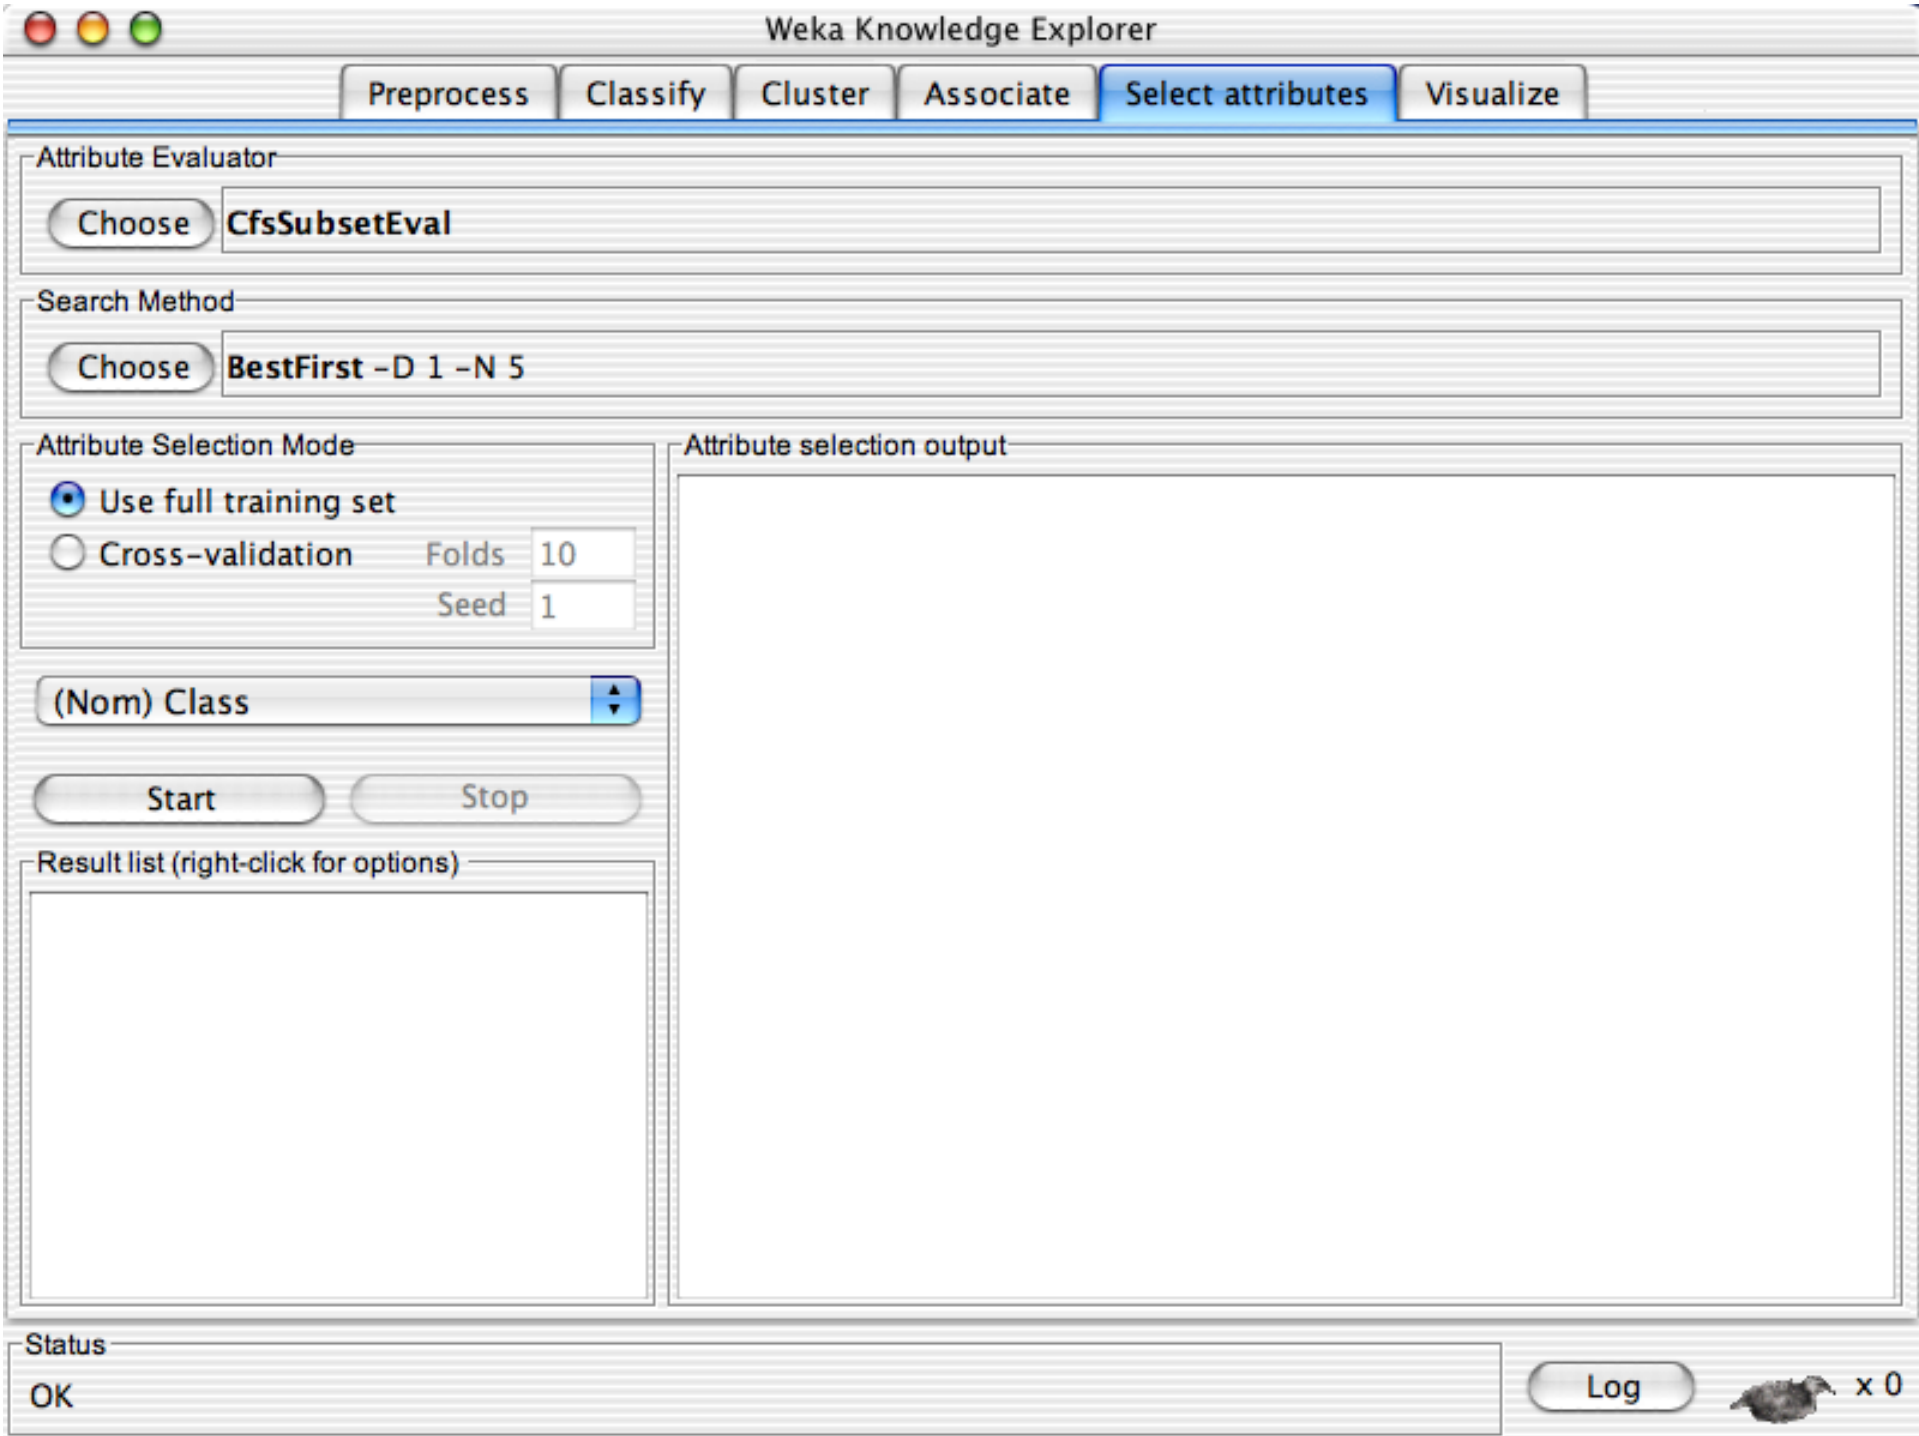 Weka Knowledge Explorer
Preprocess Classify Cluster Associate Select attributes Visualize
Attribute Evaluator
Choose CfsSubsetEval
Search Method
Choose BestFirst -D 1 -N 5
Attribute Selection Mode
Use full training set
Cross-validation Folds 10
Seed 1
(Nom) Class
Start Stop
Result list (right-click for options)
Attribute selection output
Status
OK
Log x 0